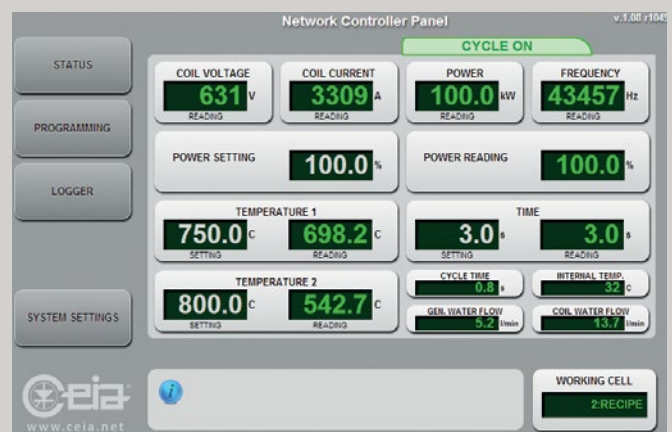 Network Controller Panel
v.1.08 r1045
CYCLE ON
STATUS
PROGRAMMING
LOGGER
SYSTEM SETTINGS
COIL VOLTAGE
631 V
READING
COIL CURRENT
3309 A
READING
POWER
100.0 kW
READING
FREQUENCY
43457 Hz
READING
POWER SETTING
100.0 %
POWER READING
100.0 %
TEMPERATURE 1
750.0 C 698.2 C
SETTING READING
TIME
3.0 s 3.0 s
SETTING READING
TEMPERATURE 2
800.0 C 542.7 C
SETTING READING
CYCLE TIME
0.8 s
INTERNAL TEMP.
32 C
GEN. WATER FLOW
5.2 l/min
COIL WATER FLOW
13.7 l/min
Ceia
www.ceia.net
i
WORKING CELL
2:RECIPE